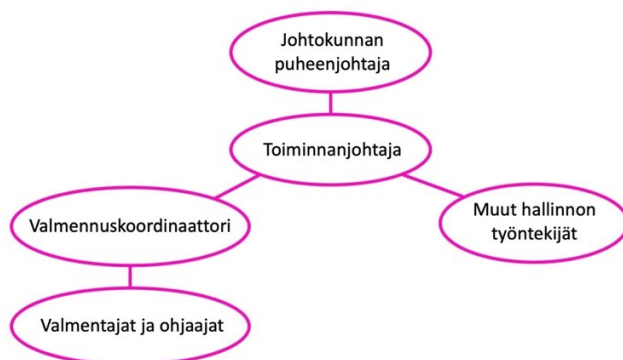 Johtokunnan
puheenjohtaja
Toiminnanjohtaja
Valmennuskoordinaattori
Muut hallinnon
työntekijät
Valmentajat ja ohjaajat